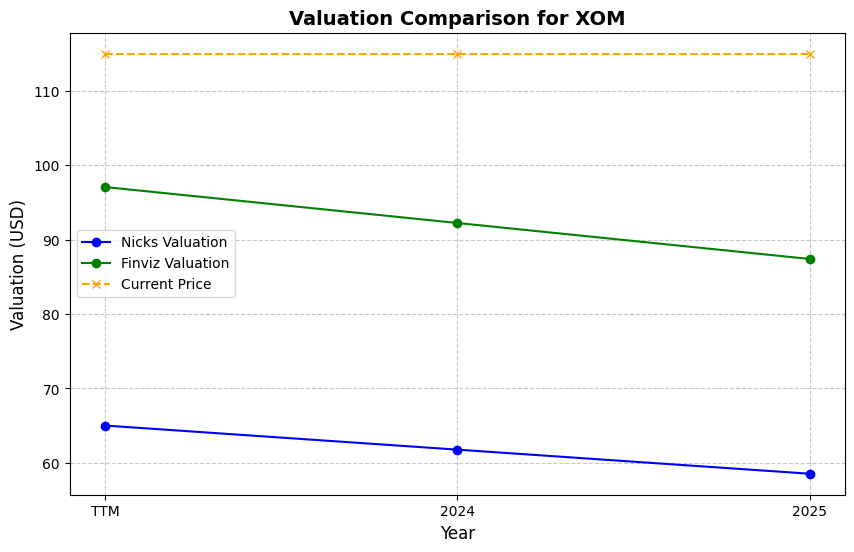 Valuation Comparison for XOM
Valuation (USD)
110
100
90
80
70
60
Nicks Valuation
Finviz Valuation
Current Price
TTM
2024
2025
Year